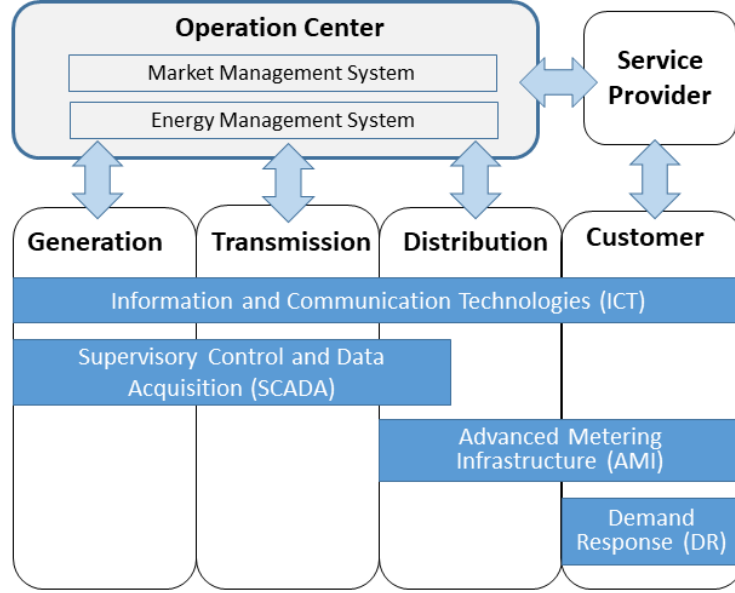 Operation Center
Market Management System
Energy Management System
Service
Provider
Generation
Transmission
Distribution
Customer
Information and Communication Technologies (ICT)
Supervisory Control and Data
Acquisition (SCADA)
Advanced Metering
Infrastructure (AMI)
Demand
Response (DR)